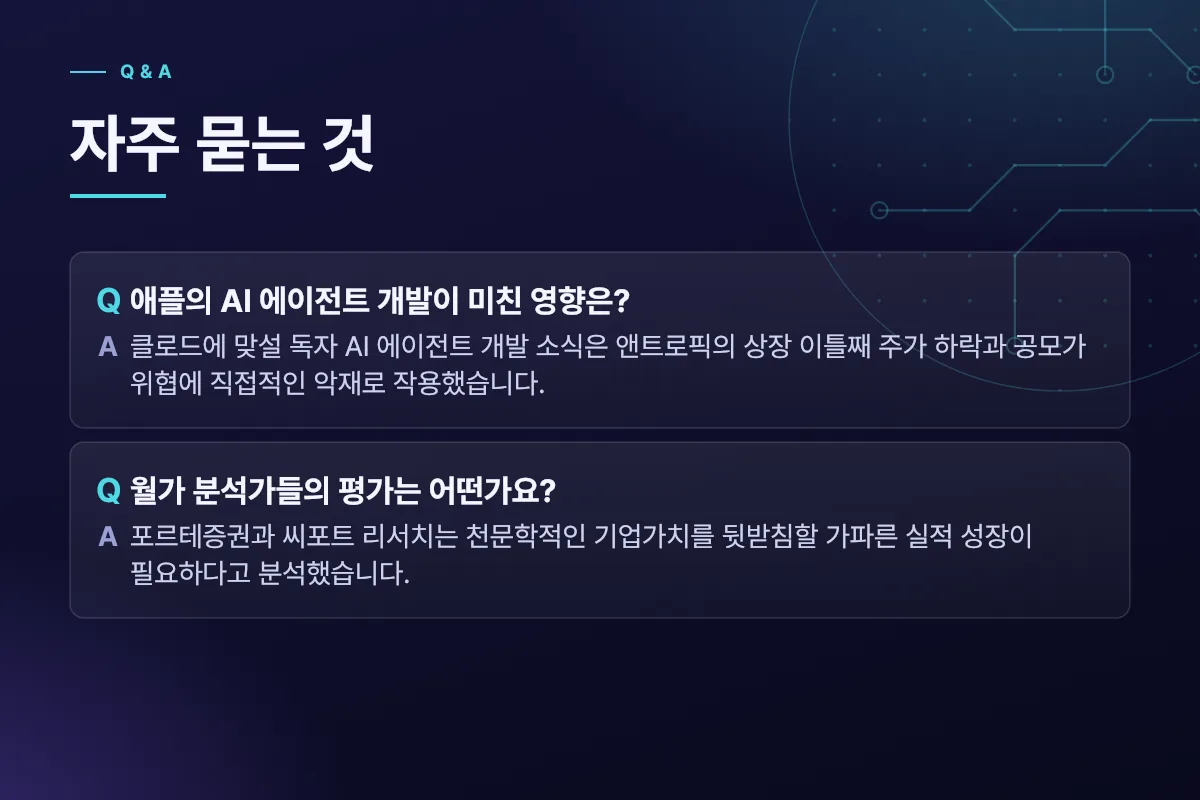 Q & A
자주 묻는 것
Q 애플의 AI 에이전트 개발이 미친 영향은?
A 클로드에 맞설 독자 AI 에이전트 개발 소식은 앤트로픽의 상장 이틀째 주가 하락과 공모가
위협에 직접적인 악재로 작용했습니다.
Q 월가 분석가들의 평가는 어떤가요?
A 포르테증권과 씨포트 리서치는 천문학적인 기업가치를 뒷받침할 가파른 실적 성장이
필요하다고 분석했습니다.